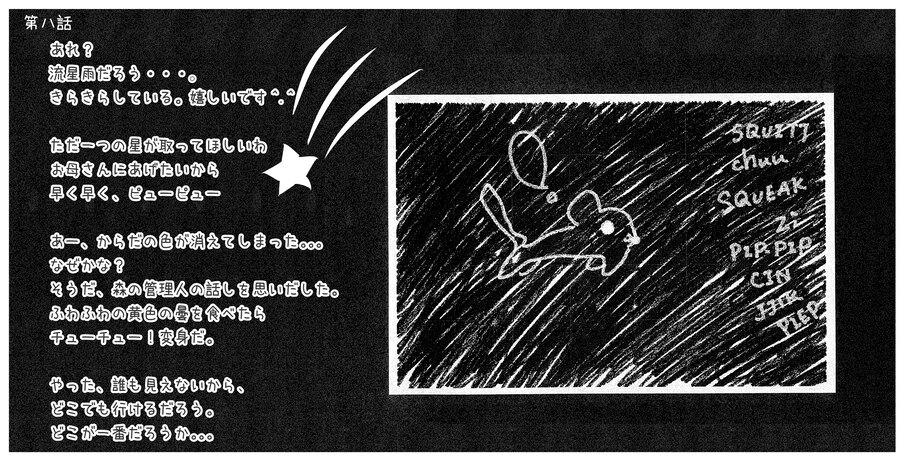 第八話
あれ？
流星雨だろう・・・。
きらきらしている。嬉しいです^.^
ただ一つの星が取ってほしいわ
お母さんにあげたいから
早く早く、ピューピュー
あー、からだの色が消えてしまった。。。
なぜかな？
そうだ、森の管理人の話しを思いだした。
ふわふわの黄色の曇を食べたら
チューチュー！変身だ。
やった、誰も見えないから、
どこでも行けるだろう。
どこが一番だろうか。。。
SQUITT
chuu
SQUEAK
Zi
PIP.PIP
CIN
JJIK
PIEP